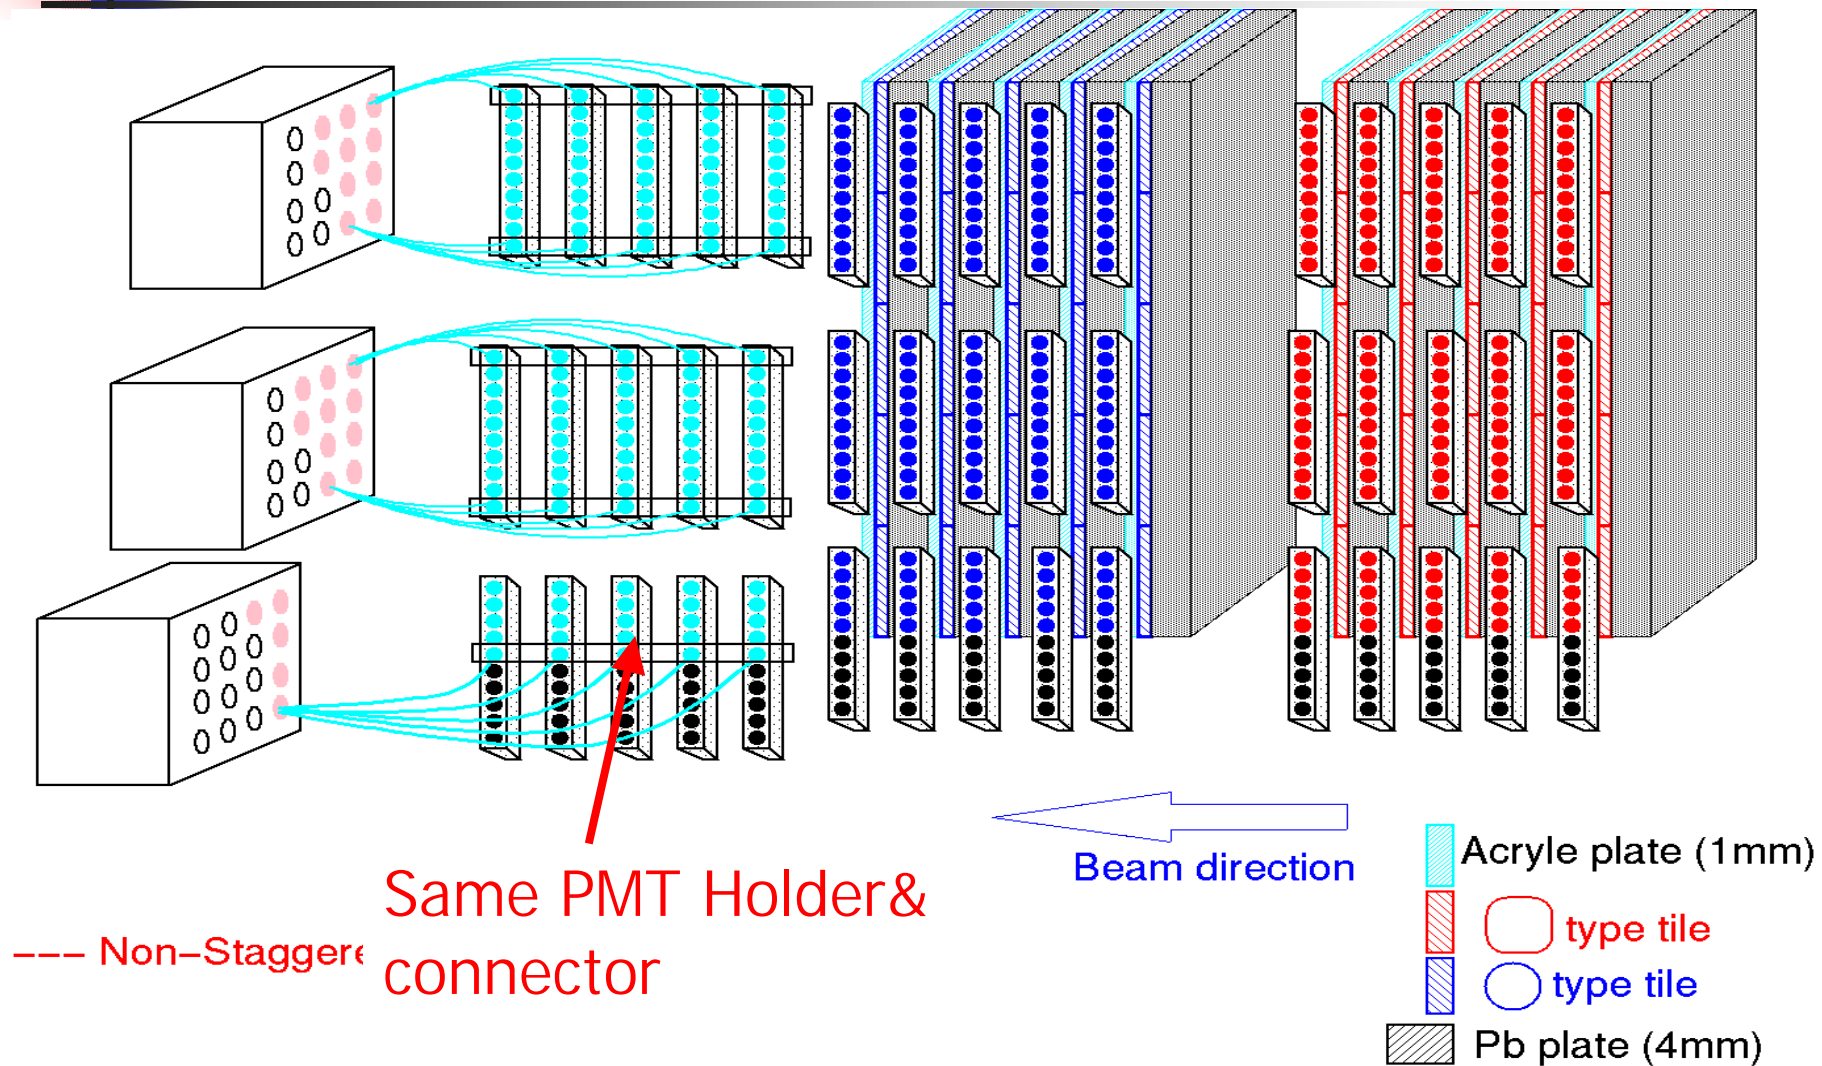 Beam direction
Acryle plate (1mm)
Same PMT Holder&
connector
--- Non-Staggere
type tile
type tile
Pb plate (4mm)